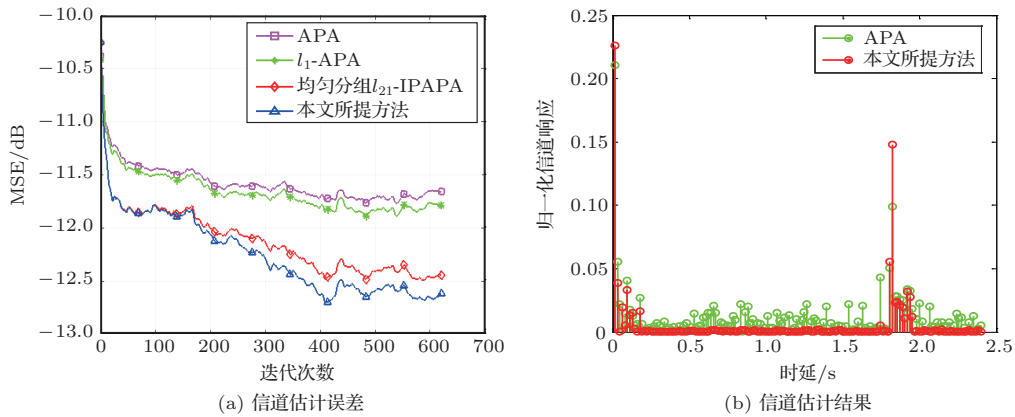 −10.0
−10.5
−11.0
−11.5
−12.0
−12.5
−13.0
MSE/dB
0
100
200
300
400
500
600
700
迭代次数
APA
l₁-APA
均匀分组l₂₁-IPAPA
本文所提方法
(a) 信道估计误差
0.25
0.20
0.15
0.10
0.05
0
归一化信道响应
0
0.5
1.0
1.5
2.0
2.5
时延/s
APA
本文所提方法
(b) 信道估计结果